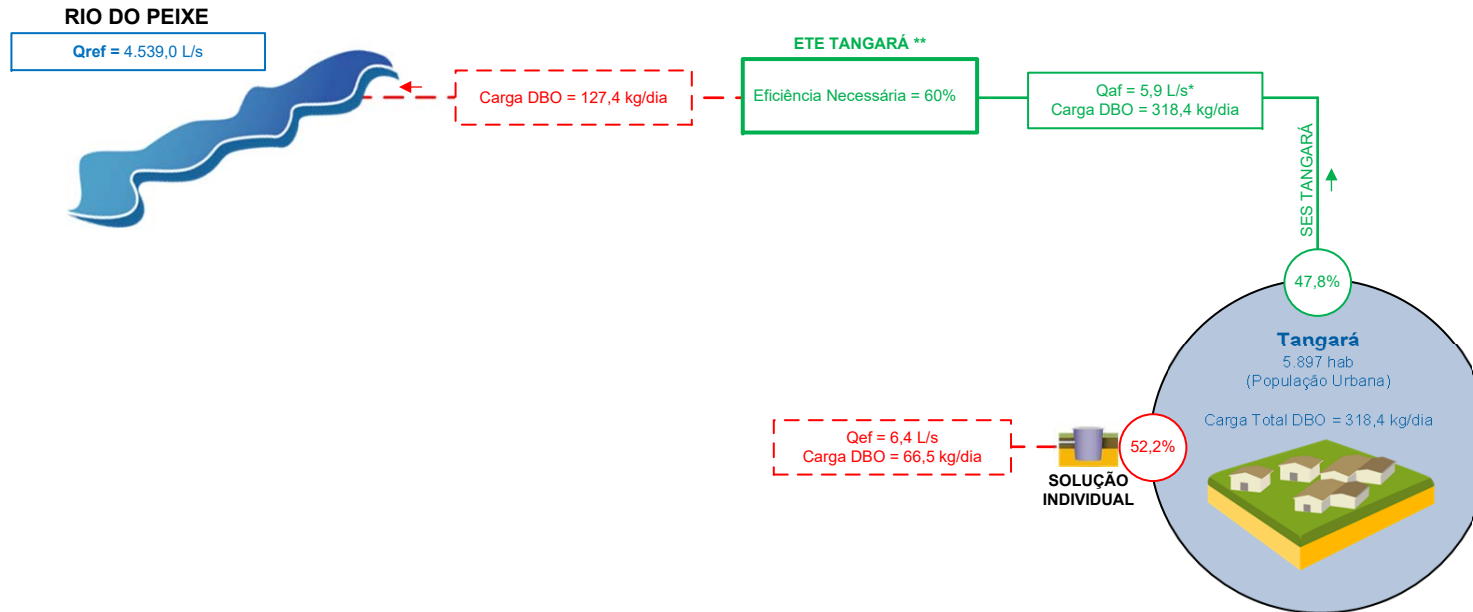 RIO DO PEIXE
Qref = 4.539,0 L/s
Carga DBO = 127,4 kg/dia
ETE TANGARÁ **
Eficiência Necessária = 60%
Qaf = 5,9 L/s*
Carga DBO = 318,4 kg/dia
SES TANGARÁ
47,8%
Tangará
5.897 hab
(População Urbana)
Carga Total DBO = 318,4 kg/dia
52,2%
SOLUÇÃO
INDIVIDUAL
Qef = 6,4 L/s
Carga DBO = 66,5 kg/dia